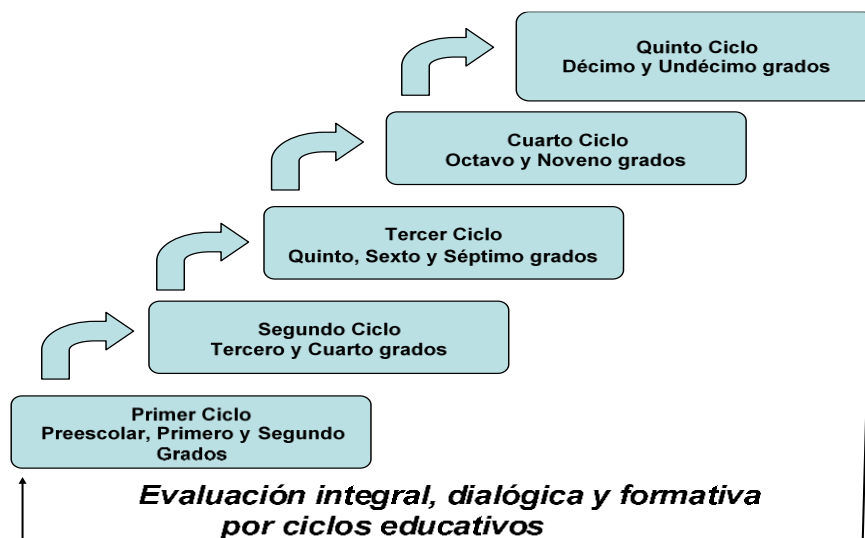 Quinto Ciclo
Décimo y Undécimo grados
Cuarto Ciclo
Octavo y Noveno grados
Tercer Ciclo
Quinto, Sexto y Séptimo grados
Segundo Ciclo
Tercero y Cuarto grados
Primer Ciclo
Preescolar, Primero y Segundo
Grados
Evaluación integral, dialógica y formativa
por ciclos educativos